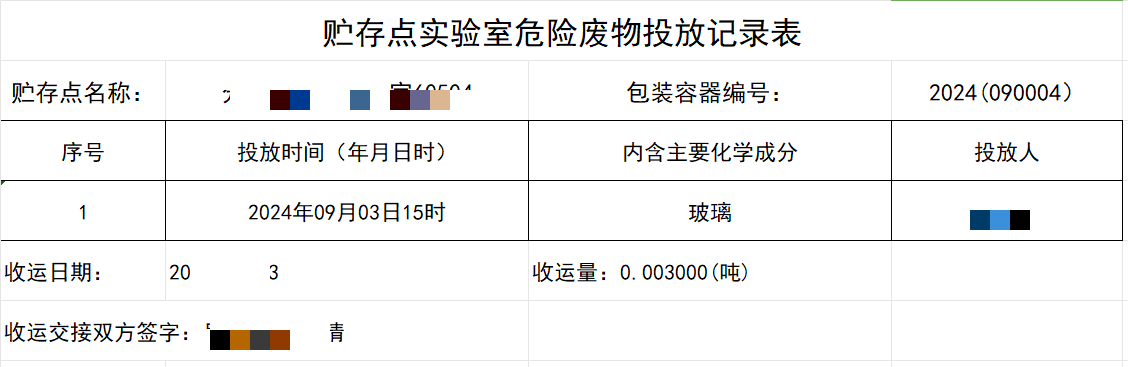 贮存点实验室危险废物投放记录表
贮存点名称： 包装容器编号： 2024(090004)
序号 投放时间（年月日时） 内含主要化学成分 投放人
1 2024年09月03日15时 玻璃
收运日期： 20 3 收运量：0.003000(吨)
收运交接双方签字： 青